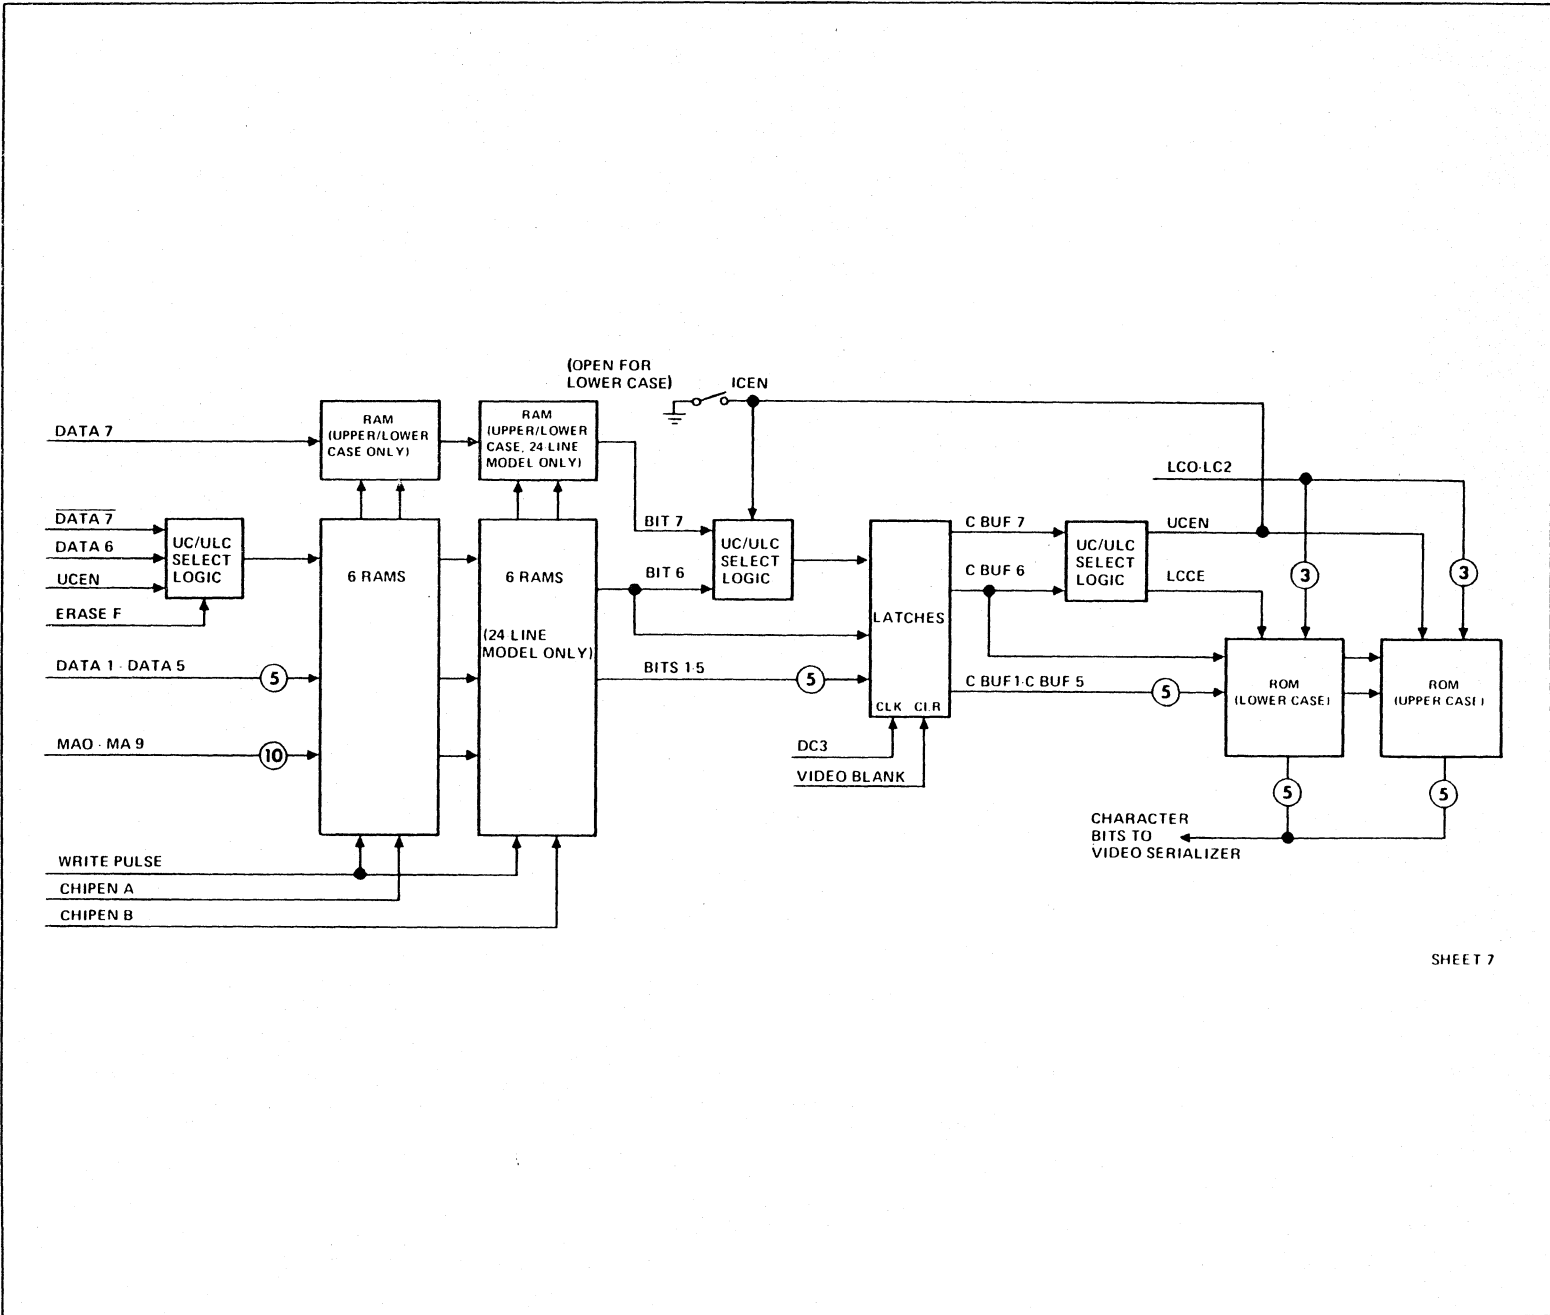 (OPEN FOR
LOWER CASE)
ICEN
DATA 7
RAM
(UPPER/LOWER
CASE ONLY)
RAM
(UPPER/LOWER
CASE, 24 LINE
MODEL ONLY)
LCO-LC2
DATA 7
DATA 6
UCEN
ERASE F
UC/ULC
SELECT
LOGIC
6 RAMS
6 RAMS
(24 LINE
MODEL ONLY)
BIT 7
BIT 6
UC/ULC
SELECT
LOGIC
LATCHES
CLK CLR
C BUF 7
C BUF 6
UC/ULC
SELECT
LOGIC
UCEN
LCCE
3
3
DATA 1 - DATA 5
5
BITS 1-5
5
C BUF1-C BUF 5
5
ROM
(LOWER CASE)
ROM
(UPPER CASE)
MAO - MA 9
10
DC3
VIDEO BLANK
5
5
CHARACTER
BITS TO
VIDEO SERIALIZER
WRITE PULSE
CHIPEN A
CHIPEN B
SHEET 7